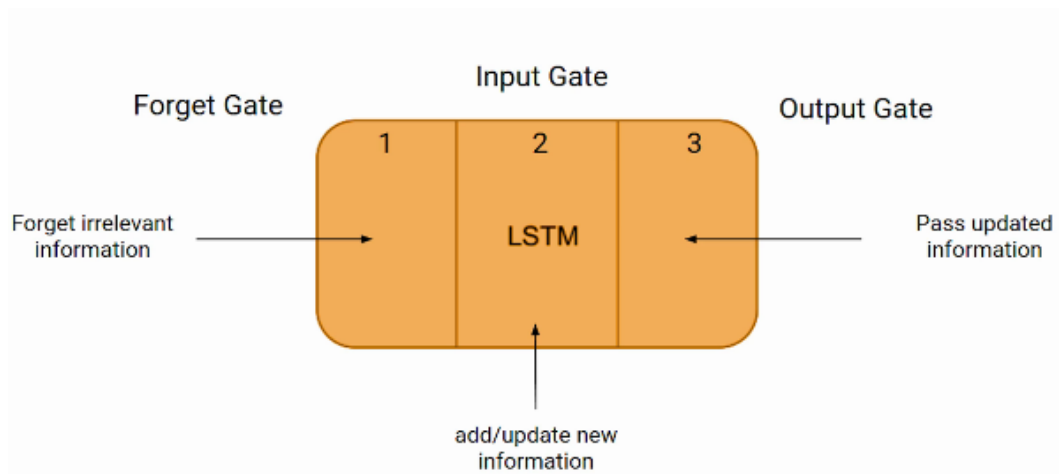 Input Gate
Forget Gate
Output Gate
1
2
3
Forget irrelevant
information
LSTM
Pass updated
information
add/update new
information